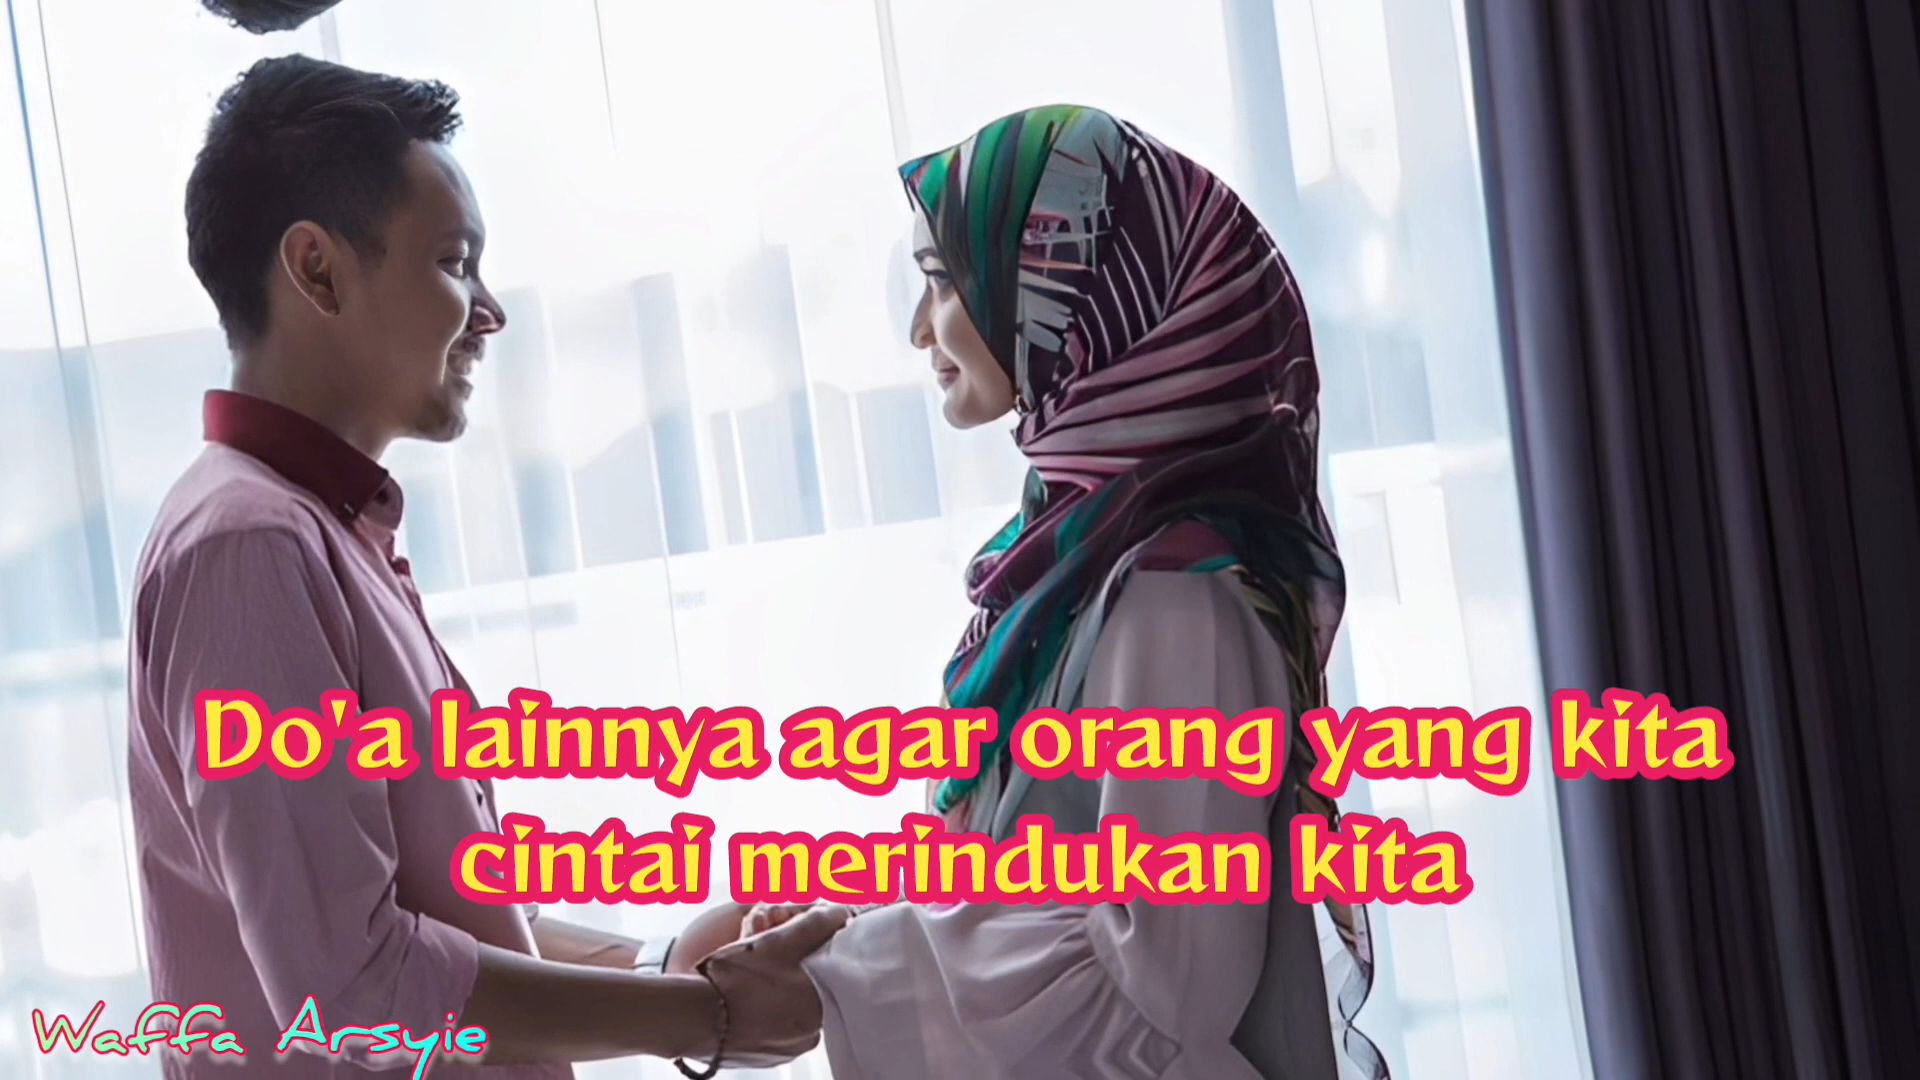 Do'a lainnya agar orang yang kita
cintai merindukan kita
Waffa Arsyie